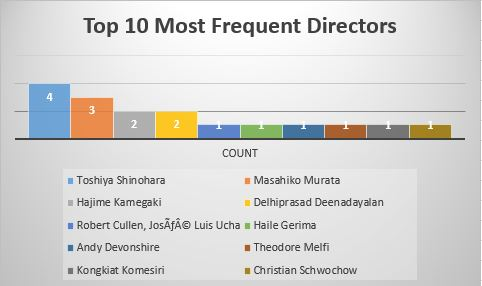 Top 10 Most Frequent Directors
4
3
2
2
1
1
1
1
1
1
COUNT
Toshiya Shinohara
Masahiko Murata
Hajime Kamegaki
Delhiprasad Deenadayalan
Robert Cullen, JosÃƒÂ© Luis Ucha
Haile Gerima
Andy Devonshire
Theodore Melfi
Kongkiat Komesiri
Christian Schwochow